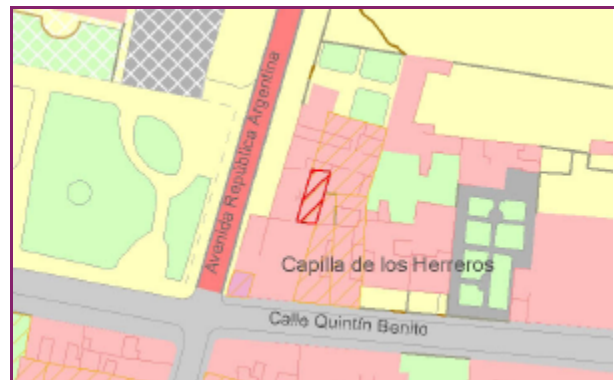 Avenida República Argentina
Capilla de los Herreros
Calle Quintín Benito